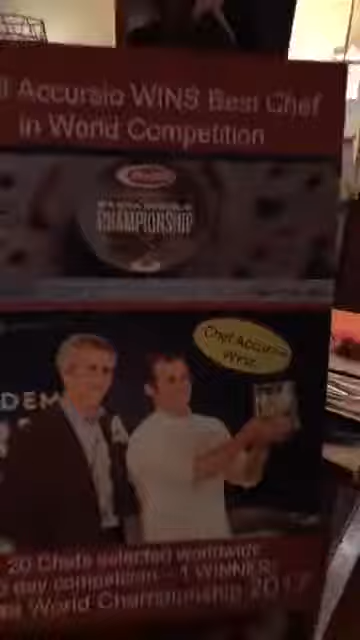 Accursio WINS Best Chef
in World Competition
CHAMPIONSHIP
Chef Accursio
Wins
DEM
20 Chefs selected worldwide
day competition - 1 WINNER!
World Championship 2017